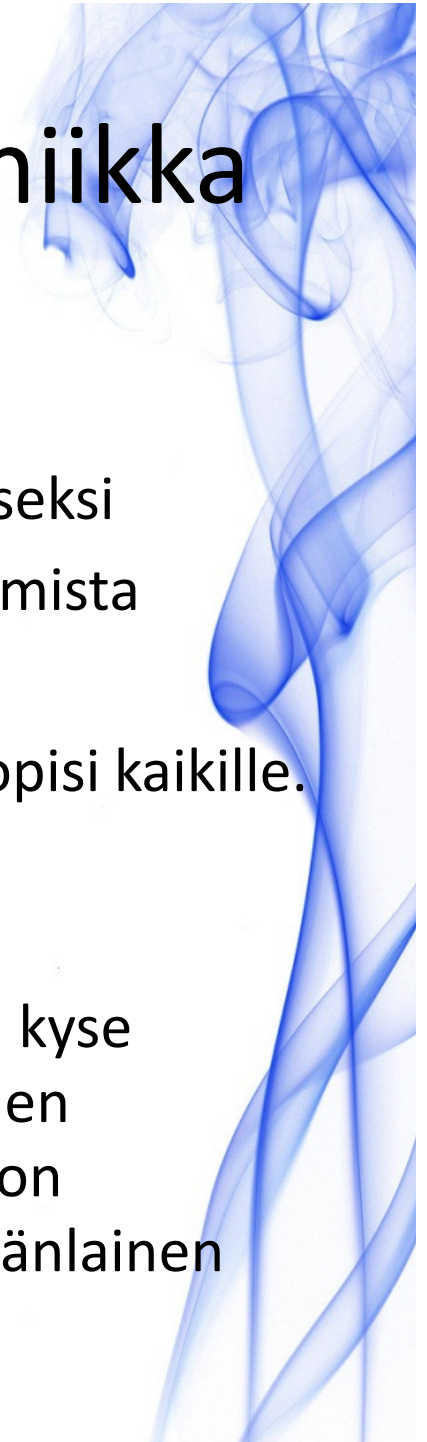 niikka
seksi
mista
opisi kaikille.
kyse
en
on
änlainen